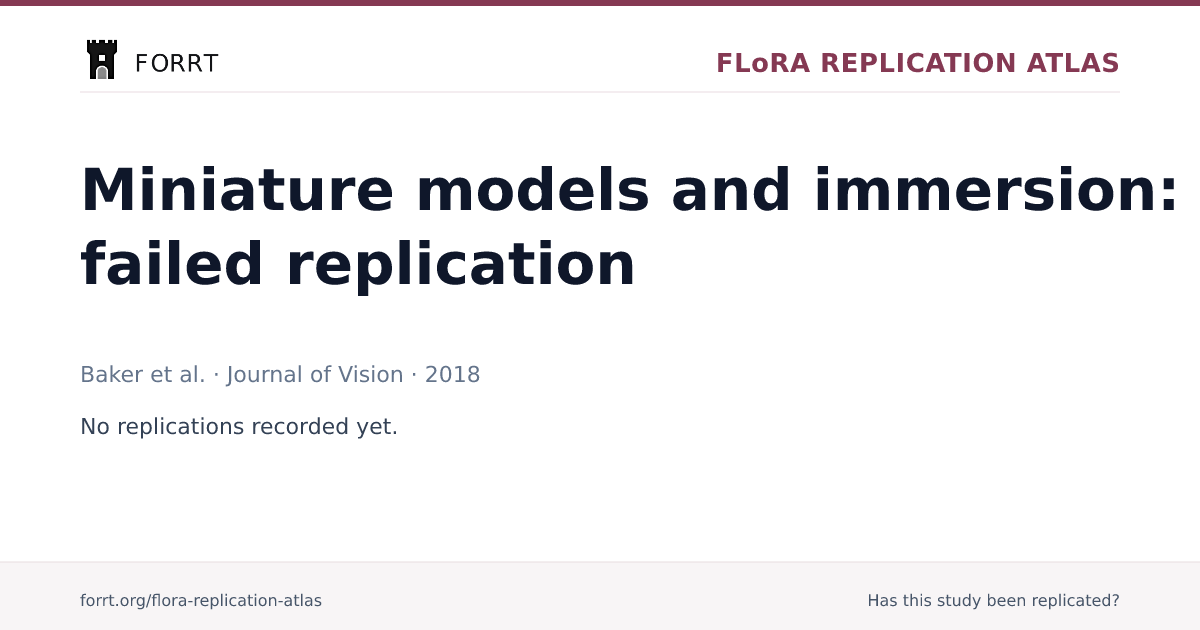 FORRT
FLoRA REPLICATION ATLAS
Miniature models and immersion:
failed replication
Baker et al. · Journal of Vision · 2018
No replications recorded yet.
forrt.org/flora-replication-atlas
Has this study been replicated?